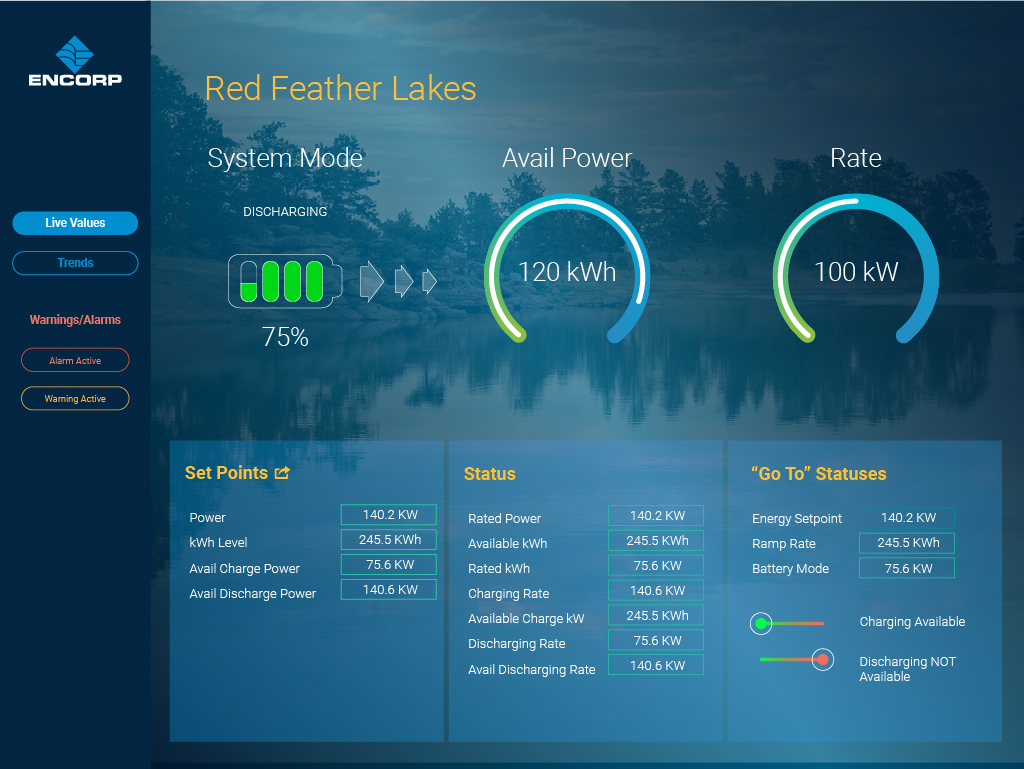 ENCORP
Live Values
Trends
Warnings/Alarms
Alarm Active
Warning Active
Red Feather Lakes
System Mode
DISCHARGING
75%
Avail Power
120 kWh
Rate
100 kW
Set Points
Power 140.2 KW
kWh Level 245.5 KWh
Avail Charge Power 75.6 KW
Avail Discharge Power 140.6 KW
Status
Rated Power 140.2 KW
Available kWh 245.5 KWh
Rated kWh 75.6 KW
Charging Rate 140.6 KW
Available Charge kW 245.5 KWh
Discharging Rate 75.6 KW
Avail Discharging Rate 140.6 KW
“Go To” Statuses
Energy Setpoint 140.2 KW
Ramp Rate 245.5 KWh
Battery Mode 75.6 KW
Charging Available
Discharging NOT
Available